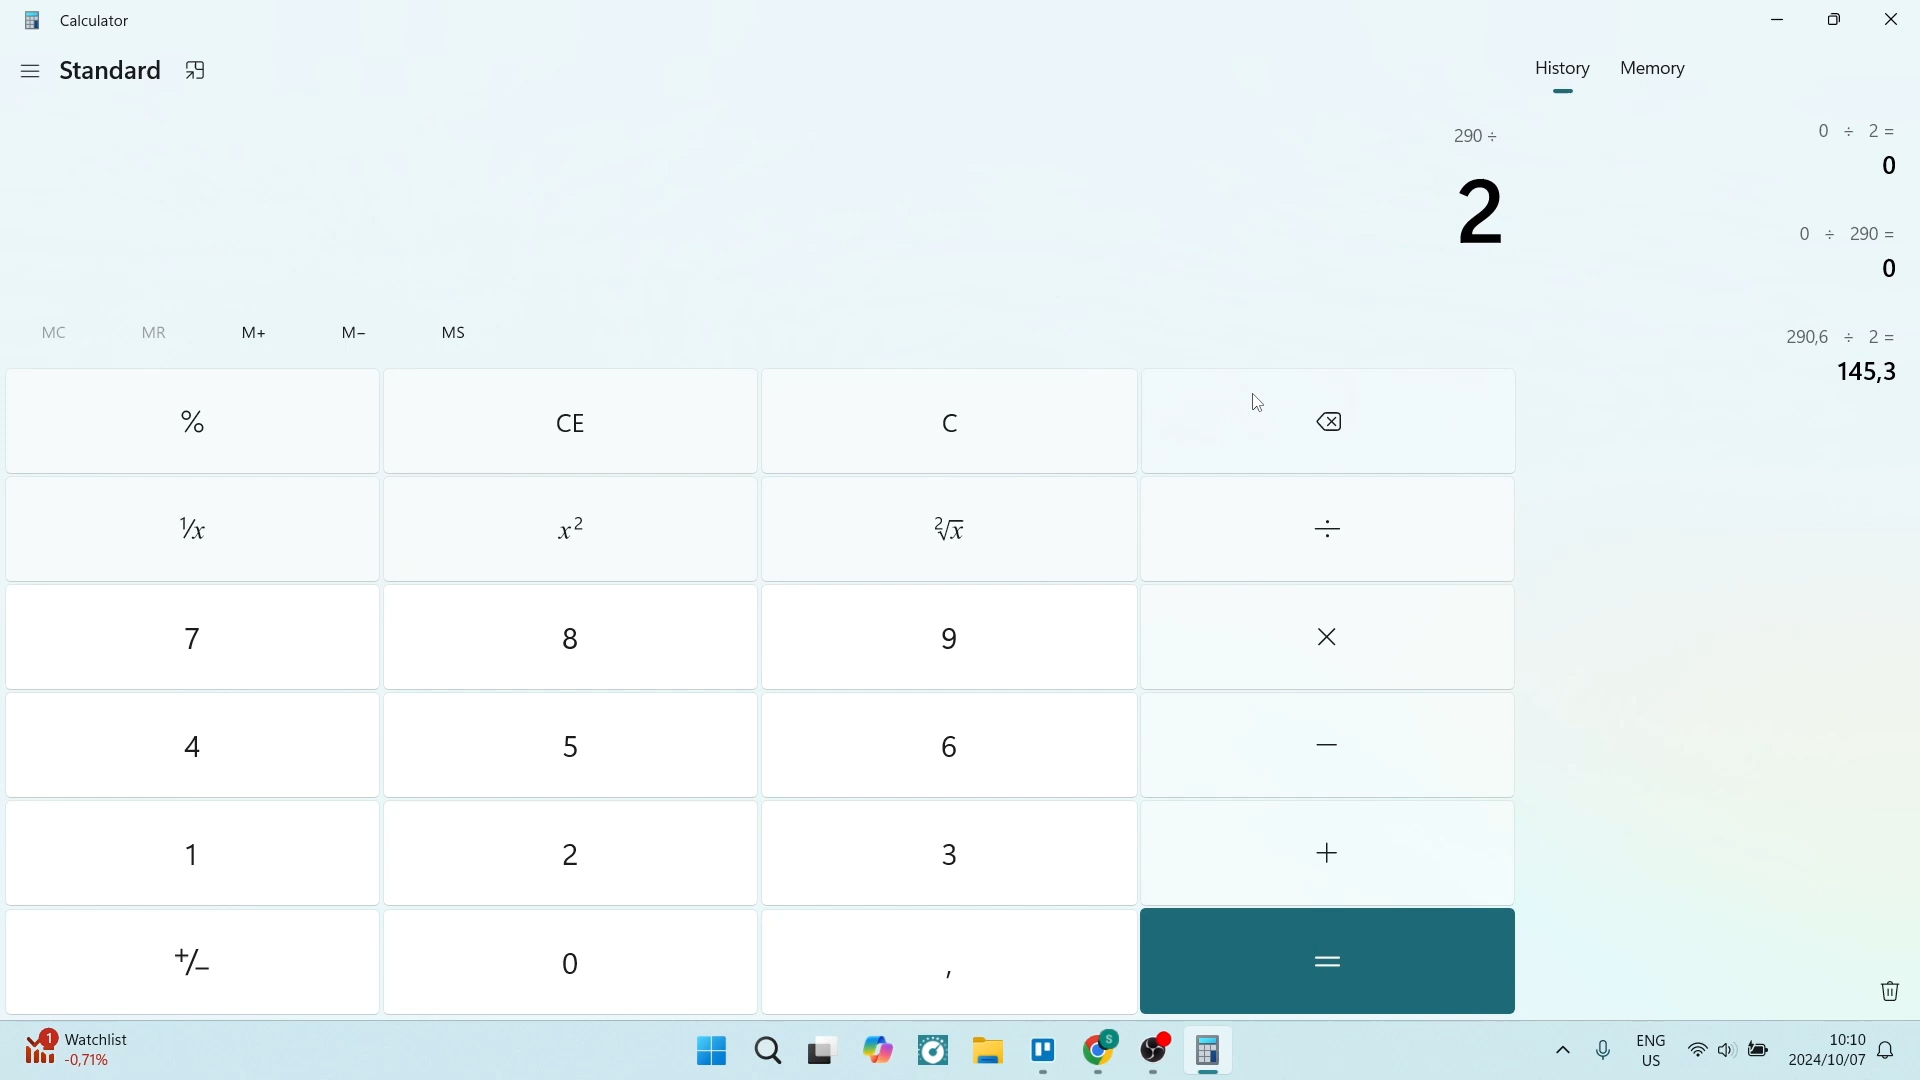 Calculator
Standard
History Memory
290 ÷
2
0 ÷ 2 =
0
0 ÷ 290 =
0
290,6 ÷ 2 =
145,3
MC MR M+ M− MS
% CE C
¹/x x² ²√x ÷
7 8 9 ×
4 5 6 −
1 2 3 +
+/− 0 , =
1 Watchlist
-0,71%
S
ENG
US
10:10
2024/10/07